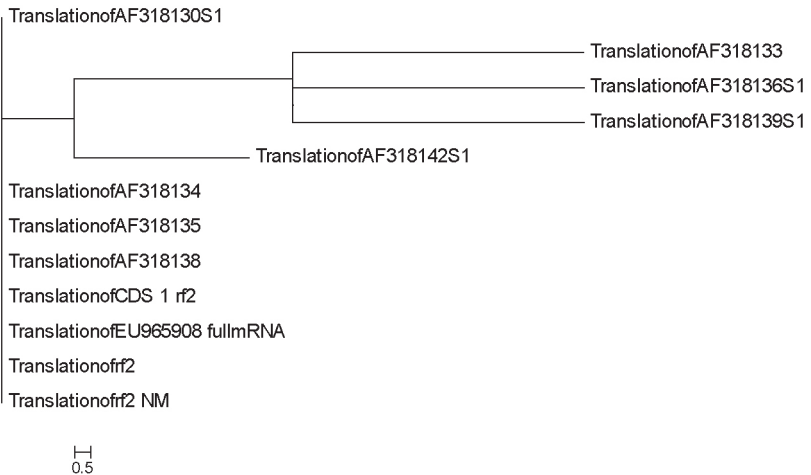 TranslationofAF318130S1
TranslationofAF318133
TranslationofAF318136S1
TranslationofAF318139S1
TranslationofAF318142S1
TranslationofAF318134
TranslationofAF318135
TranslationofAF318138
TranslationofCDS 1 rf2
TranslationofEU965908 fullmRNA
Translationofrf2
Translationofrf2 NM
0.5